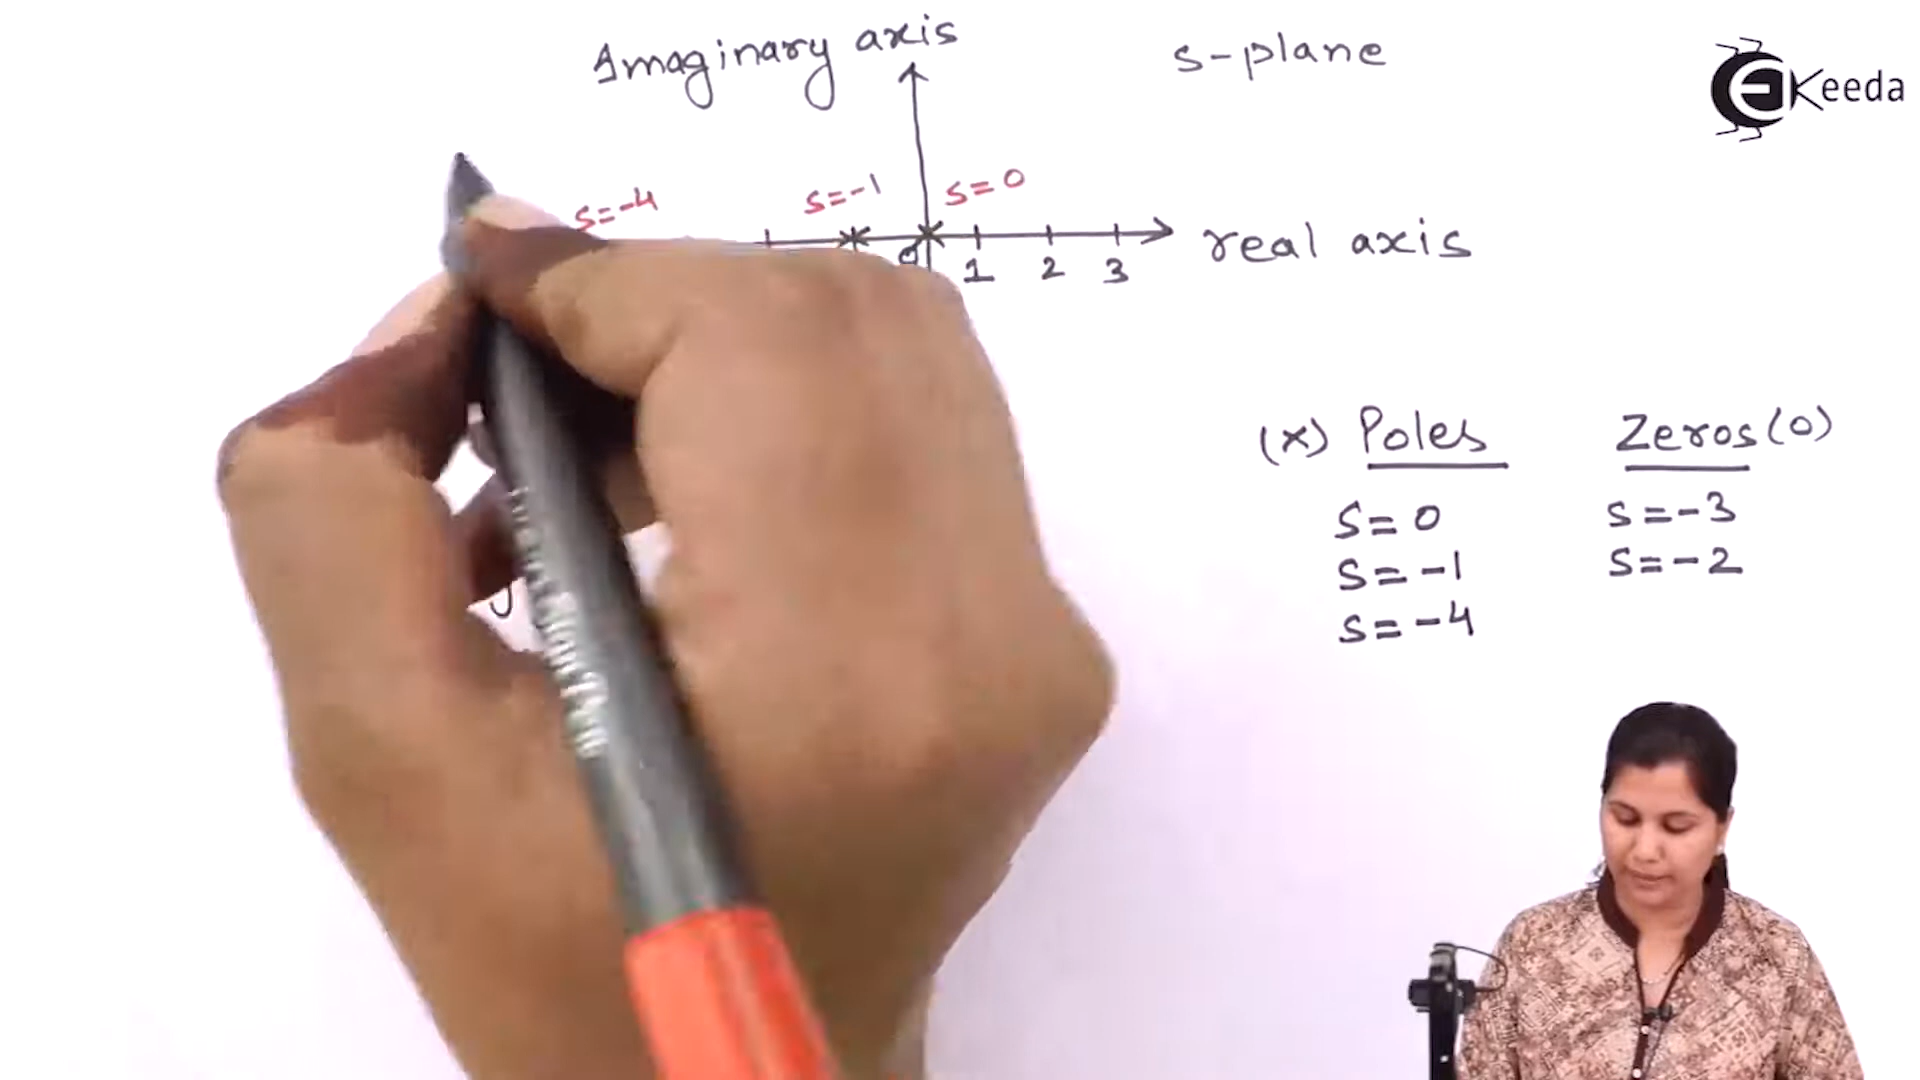 Imaginary axis
s-plane
Keeda
s=-4
s=-1
s=0
real axis
0
1
2
3
(x) Poles
Zeros (0)
s=0
s=-3
s=-1
s=-2
s=-4